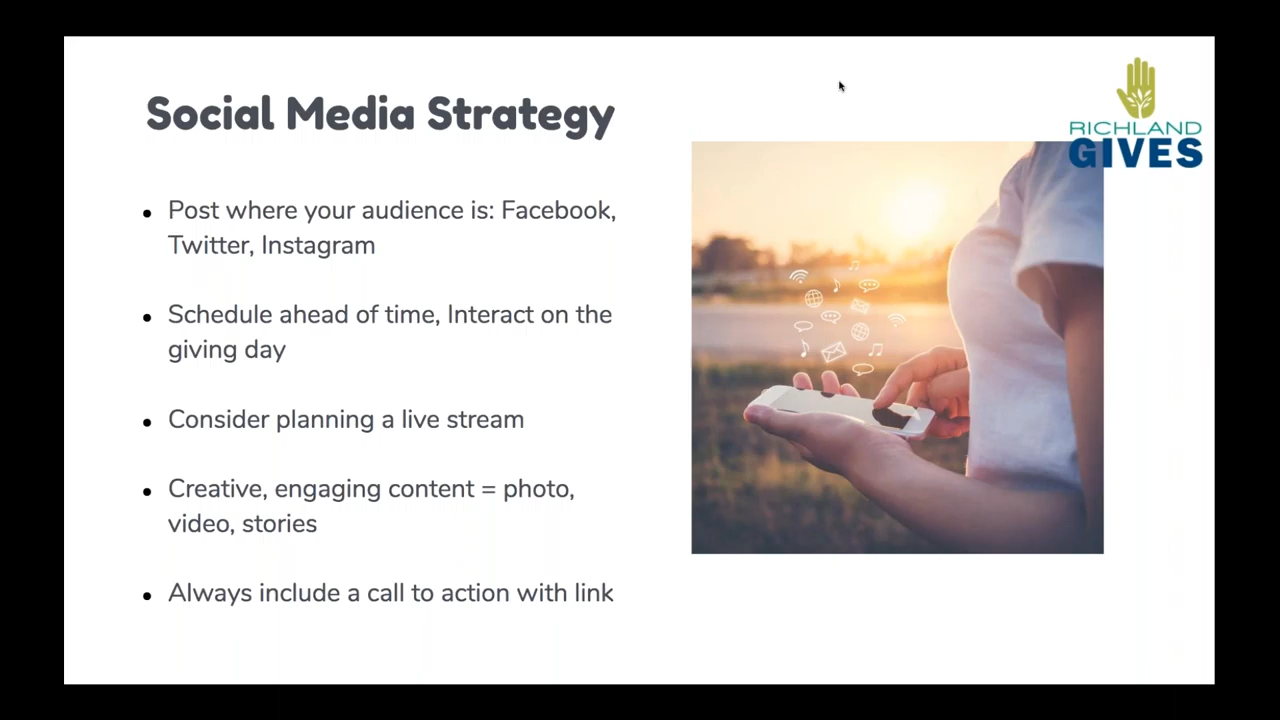 Social Media Strategy
RICHLAND
GIVES
• Post where your audience is: Facebook,
Twitter, Instagram
• Schedule ahead of time, Interact on the
giving day
• Consider planning a live stream
• Creative, engaging content = photo,
video, stories
• Always include a call to action with link